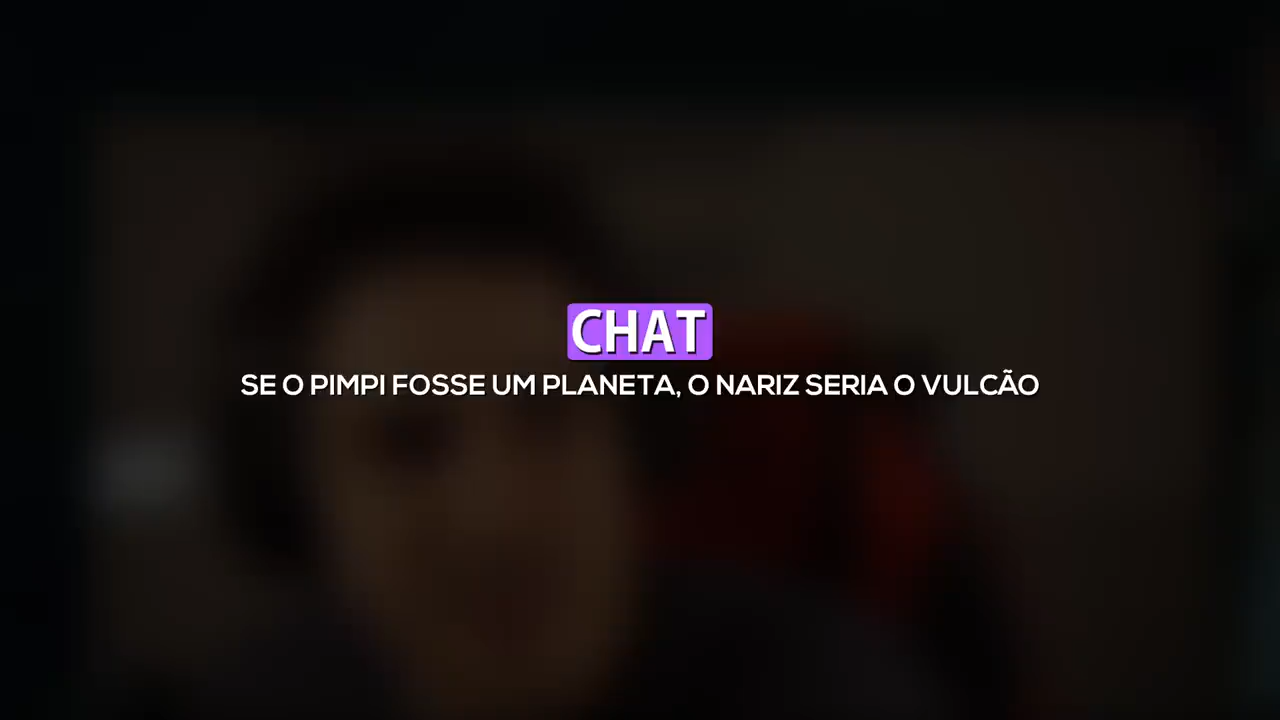 CHAT
SE O PIMPI FOSSE UM PLANETA, O NARIZ SERIA O VULCÃO